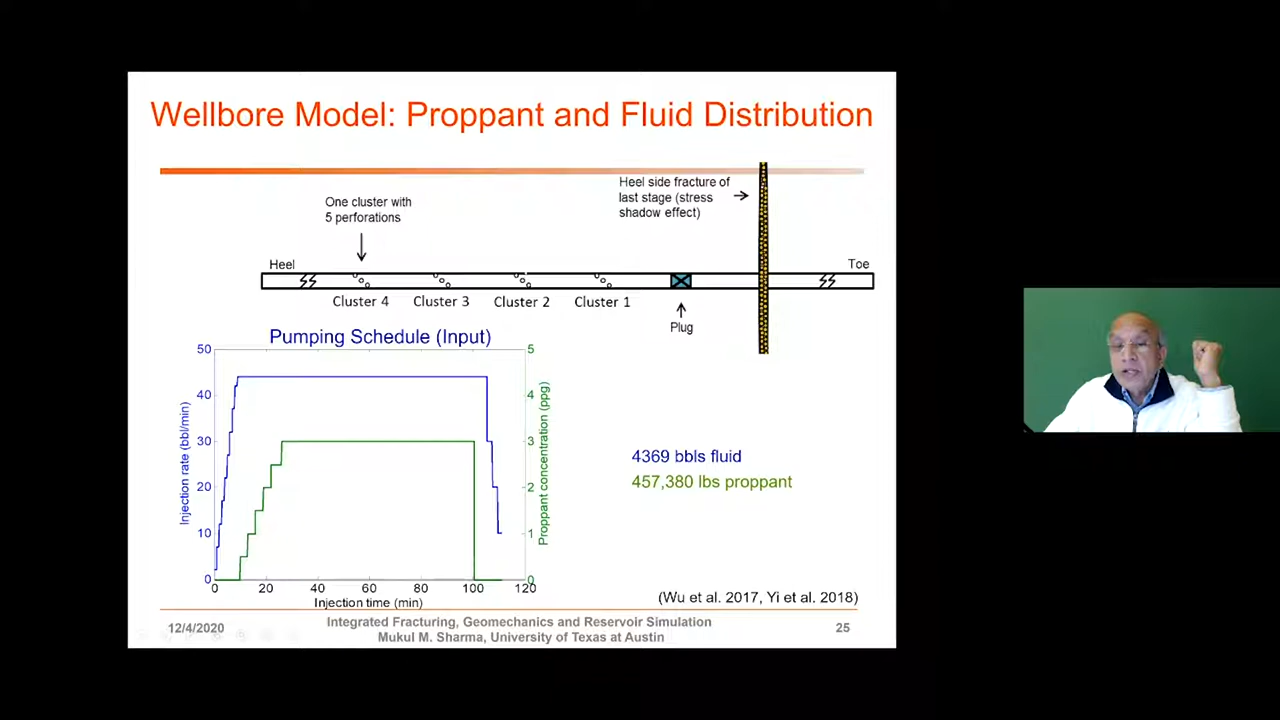 Wellbore Model: Proppant and Fluid Distribution
One cluster with
5 perforations
Heel side fracture of
last stage (stress
shadow effect)
Heel
Toe
Cluster 4
Cluster 3
Cluster 2
Cluster 1
Plug
Pumping Schedule (Input)
50
40
30
20
10
0
Injection rate (bbl/min)
5
4
3
2
1
0
Proppant concentration (ppg)
0
20
40
60
80
100
120
Injection time (min)
4369 bbls fluid
457,380 lbs proppant
(Wu et al. 2017, Yi et al. 2018)
12/4/2020
Integrated Fracturing, Geomechanics and Reservoir Simulation
Mukul M. Sharma, University of Texas at Austin
25